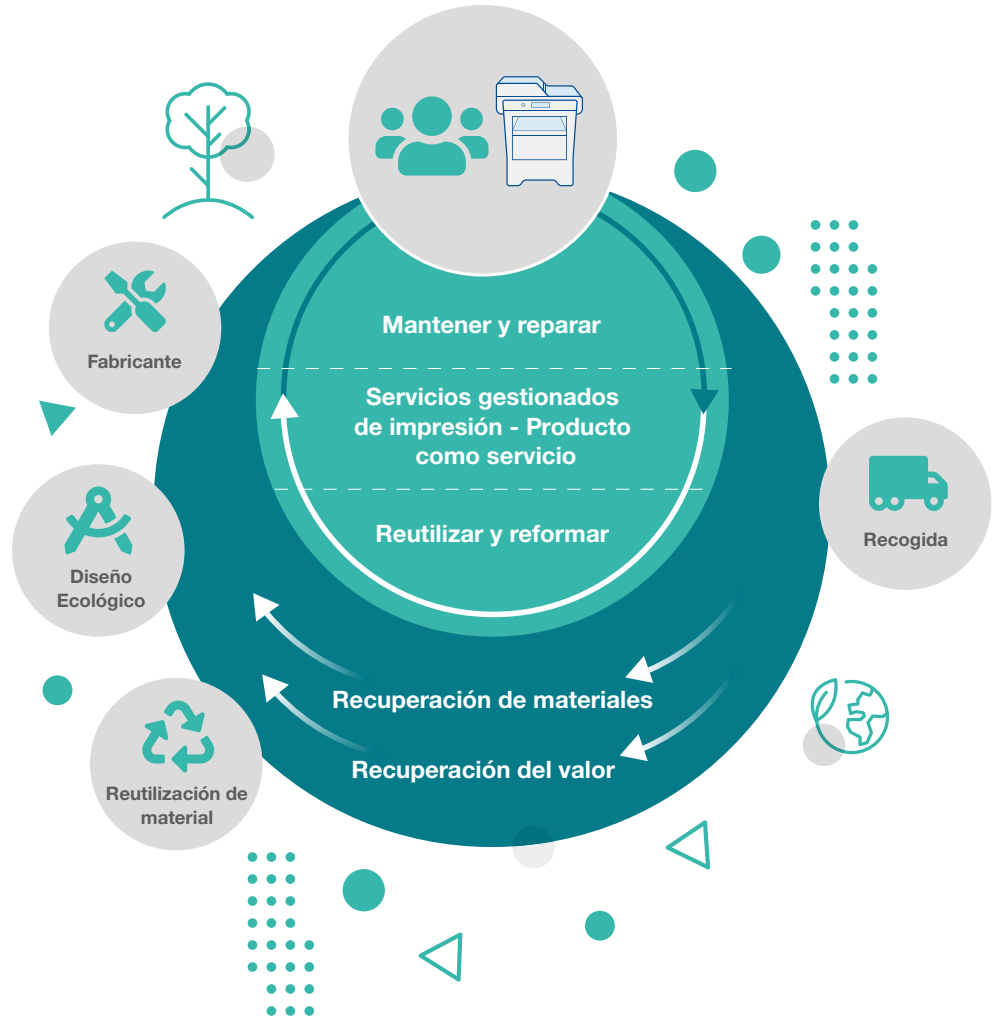 Mantener y reparar
Fabricante
Servicios gestionados
de impresión - Producto
como servicio
Reutilizar y reformar
Recogida
Diseño
Ecológico
Recuperación de materiales
Recuperación del valor
Reutilización de
material